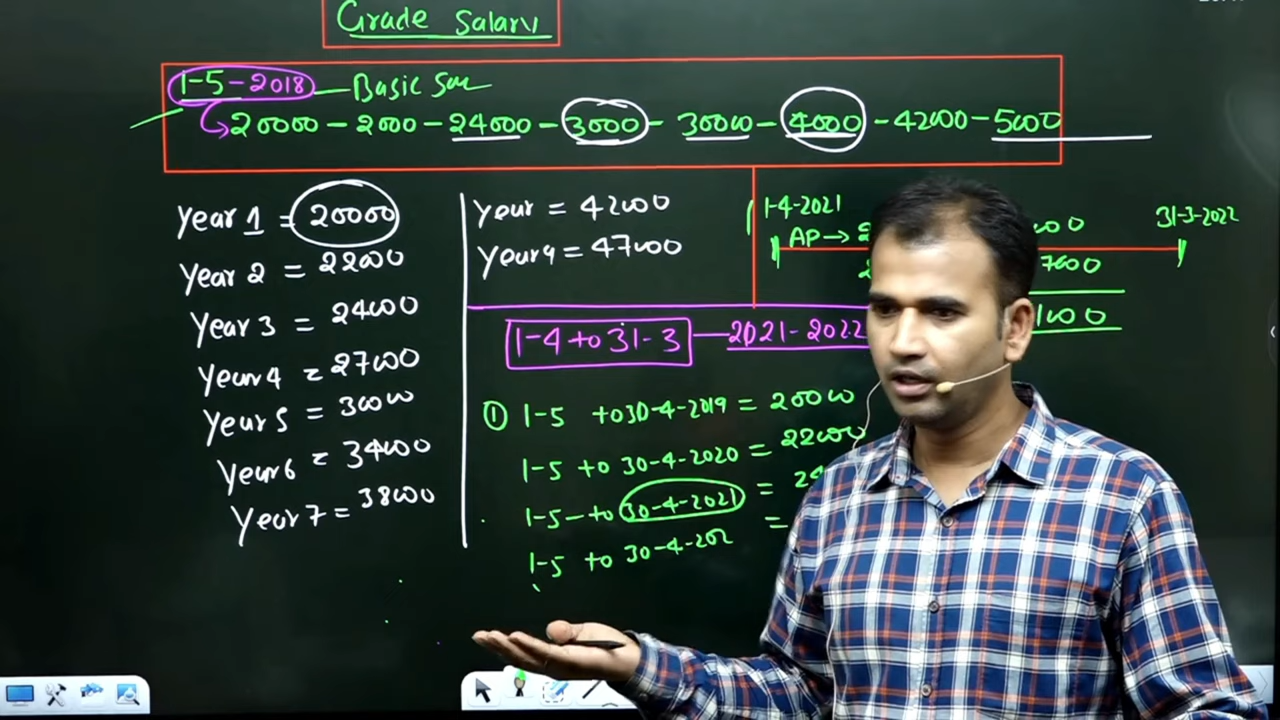 Grade Salary
1-5-2018 — Basic Sal
20000 - 2000 - 24000 - 3000 - 30000 - 4000 - 42000 - 5000
Year 1 = 20000
Year 2 = 22000
Year 3 = 24000
Year 4 = 27000
Year 5 = 30000
Year 6 = 34000
Year 7 = 38000
Year = 42000
Year 9 = 47000
1-4-2021
31-3-2022
AP →
1-4 to 31-3 — 2021-2022
① 1-5 to 30-4-2019 = 20000
1-5 to 30-4-2020 = 22000
1-5 - to 30-4-2021 =
1-5 to 30-4-202 =